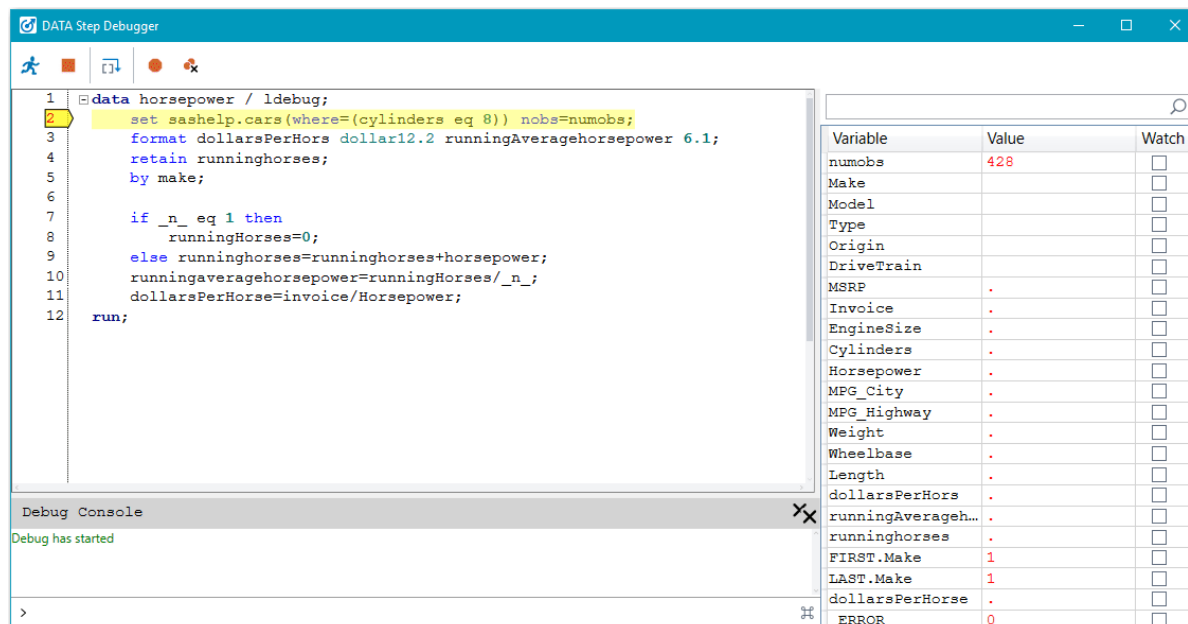 DATA Step Debugger
1 data horsepower / ldebug;
2 set sashelp.cars(where=(cylinders eq 8)) nobs=numobs;
3 format dollarsPerHors dollar12.2 runningAveragehorsepower 6.1;
4 retain runninghorses;
5 by make;
6
7 if _n_ eq 1 then
8 runningHorses=0;
9 else runninghorses=runninghorses+horsepower;
10 runningaveragehorsepower=runningHorses/_n_;
11 dollarsPerHorse=invoice/Horsepower;
12 run;
Debug Console
Debug has started
>
Variable Value Watch
numobs 428
Make
Model
Type
Origin
DriveTrain
MSRP .
Invoice .
EngineSize .
Cylinders .
Horsepower .
MPG_City .
MPG_Highway .
Weight .
Wheelbase .
Length .
dollarsPerHors .
runningAverageh... .
runninghorses .
FIRST.Make 1
LAST.Make 1
dollarsPerHorse .
_ERROR_ 0